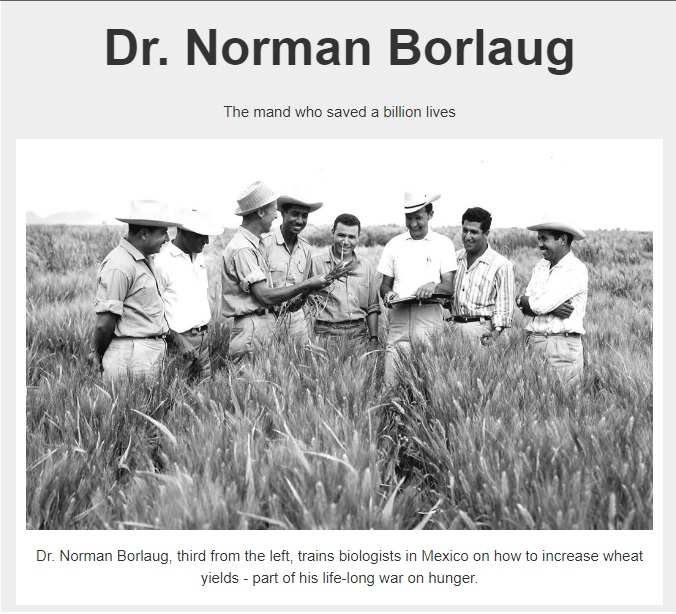 Dr. Norman Borlaug
The mand who saved a billion lives
Dr. Norman Borlaug, third from the left, trains biologists in Mexico on how to increase wheat
yields - part of his life-long war on hunger.